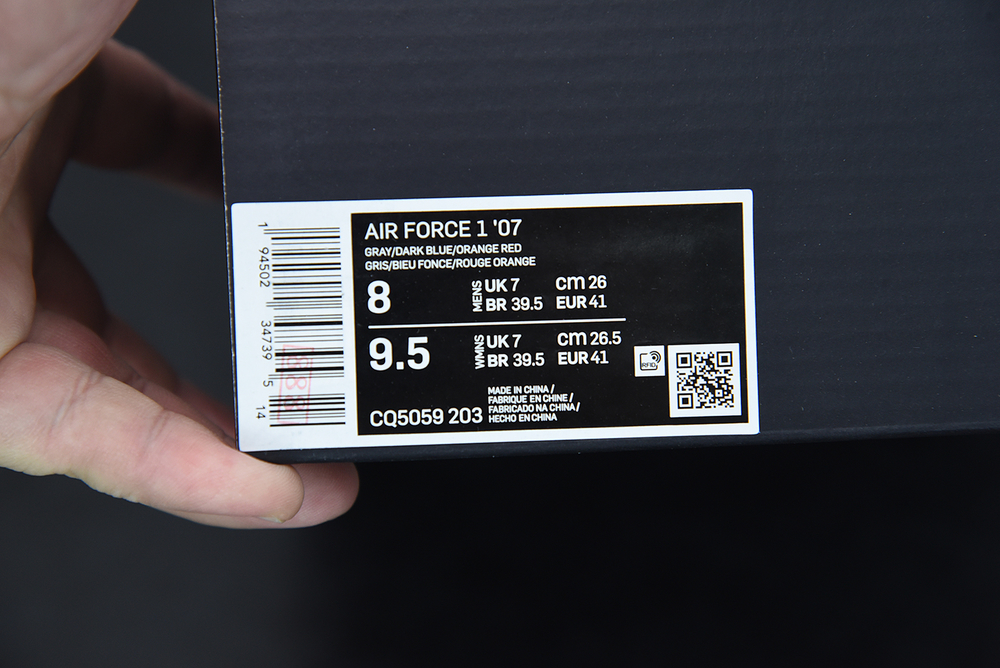 AIR FORCE 1 '07
GRAY/DARK BLUE/ORANGE RED
GRIS/BIEU FONCE/ROUGE ORANGE
8 MENS UK 7 cm 26
BR 39.5 EUR 41
9.5 WMNS UK 7 cm 26.5
BR 39.5 EUR 41
RFID
MADE IN CHINA /
FABRIQUE EN CHINE /
FABRICADO NA CHINA /
HECHO EN CHINA
CQ5059 203
1 94502 34739 5 14